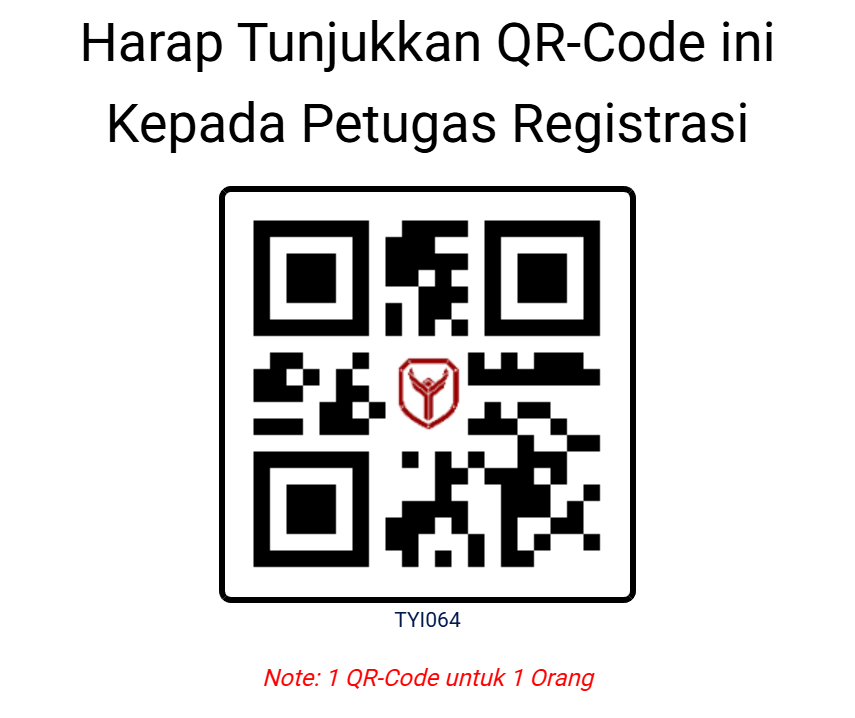 Harap Tunjukkan QR-Code ini
Kepada Petugas Registrasi
TYI064
Note: 1 QR-Code untuk 1 Orang